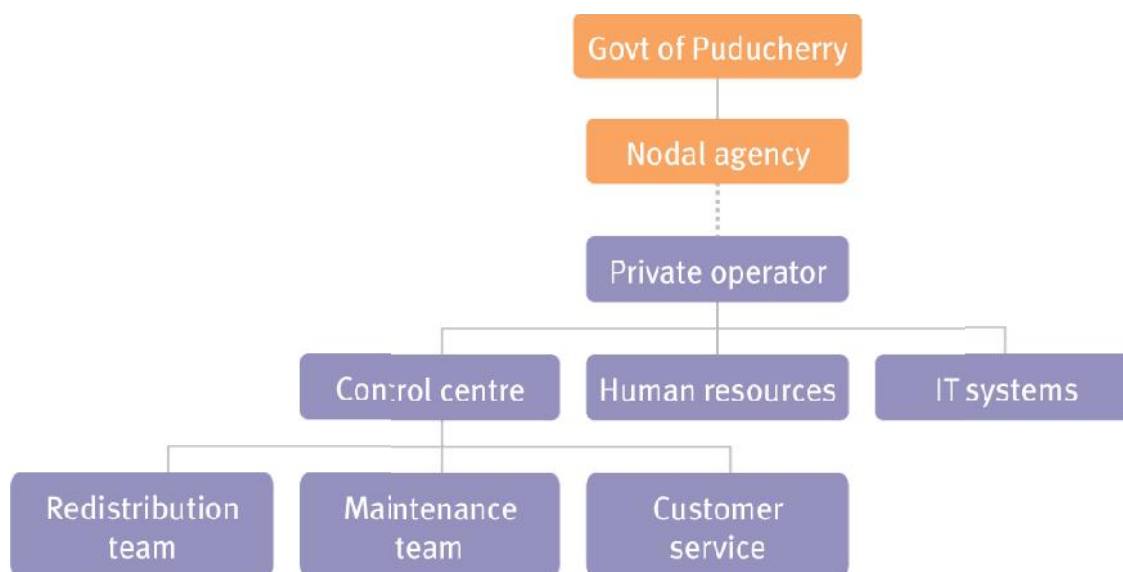 Govt of Puducherry
Nodal agency
Private operator
Control centre
Human resources
IT systems
Redistribution
team
Maintenance
team
Customer
service